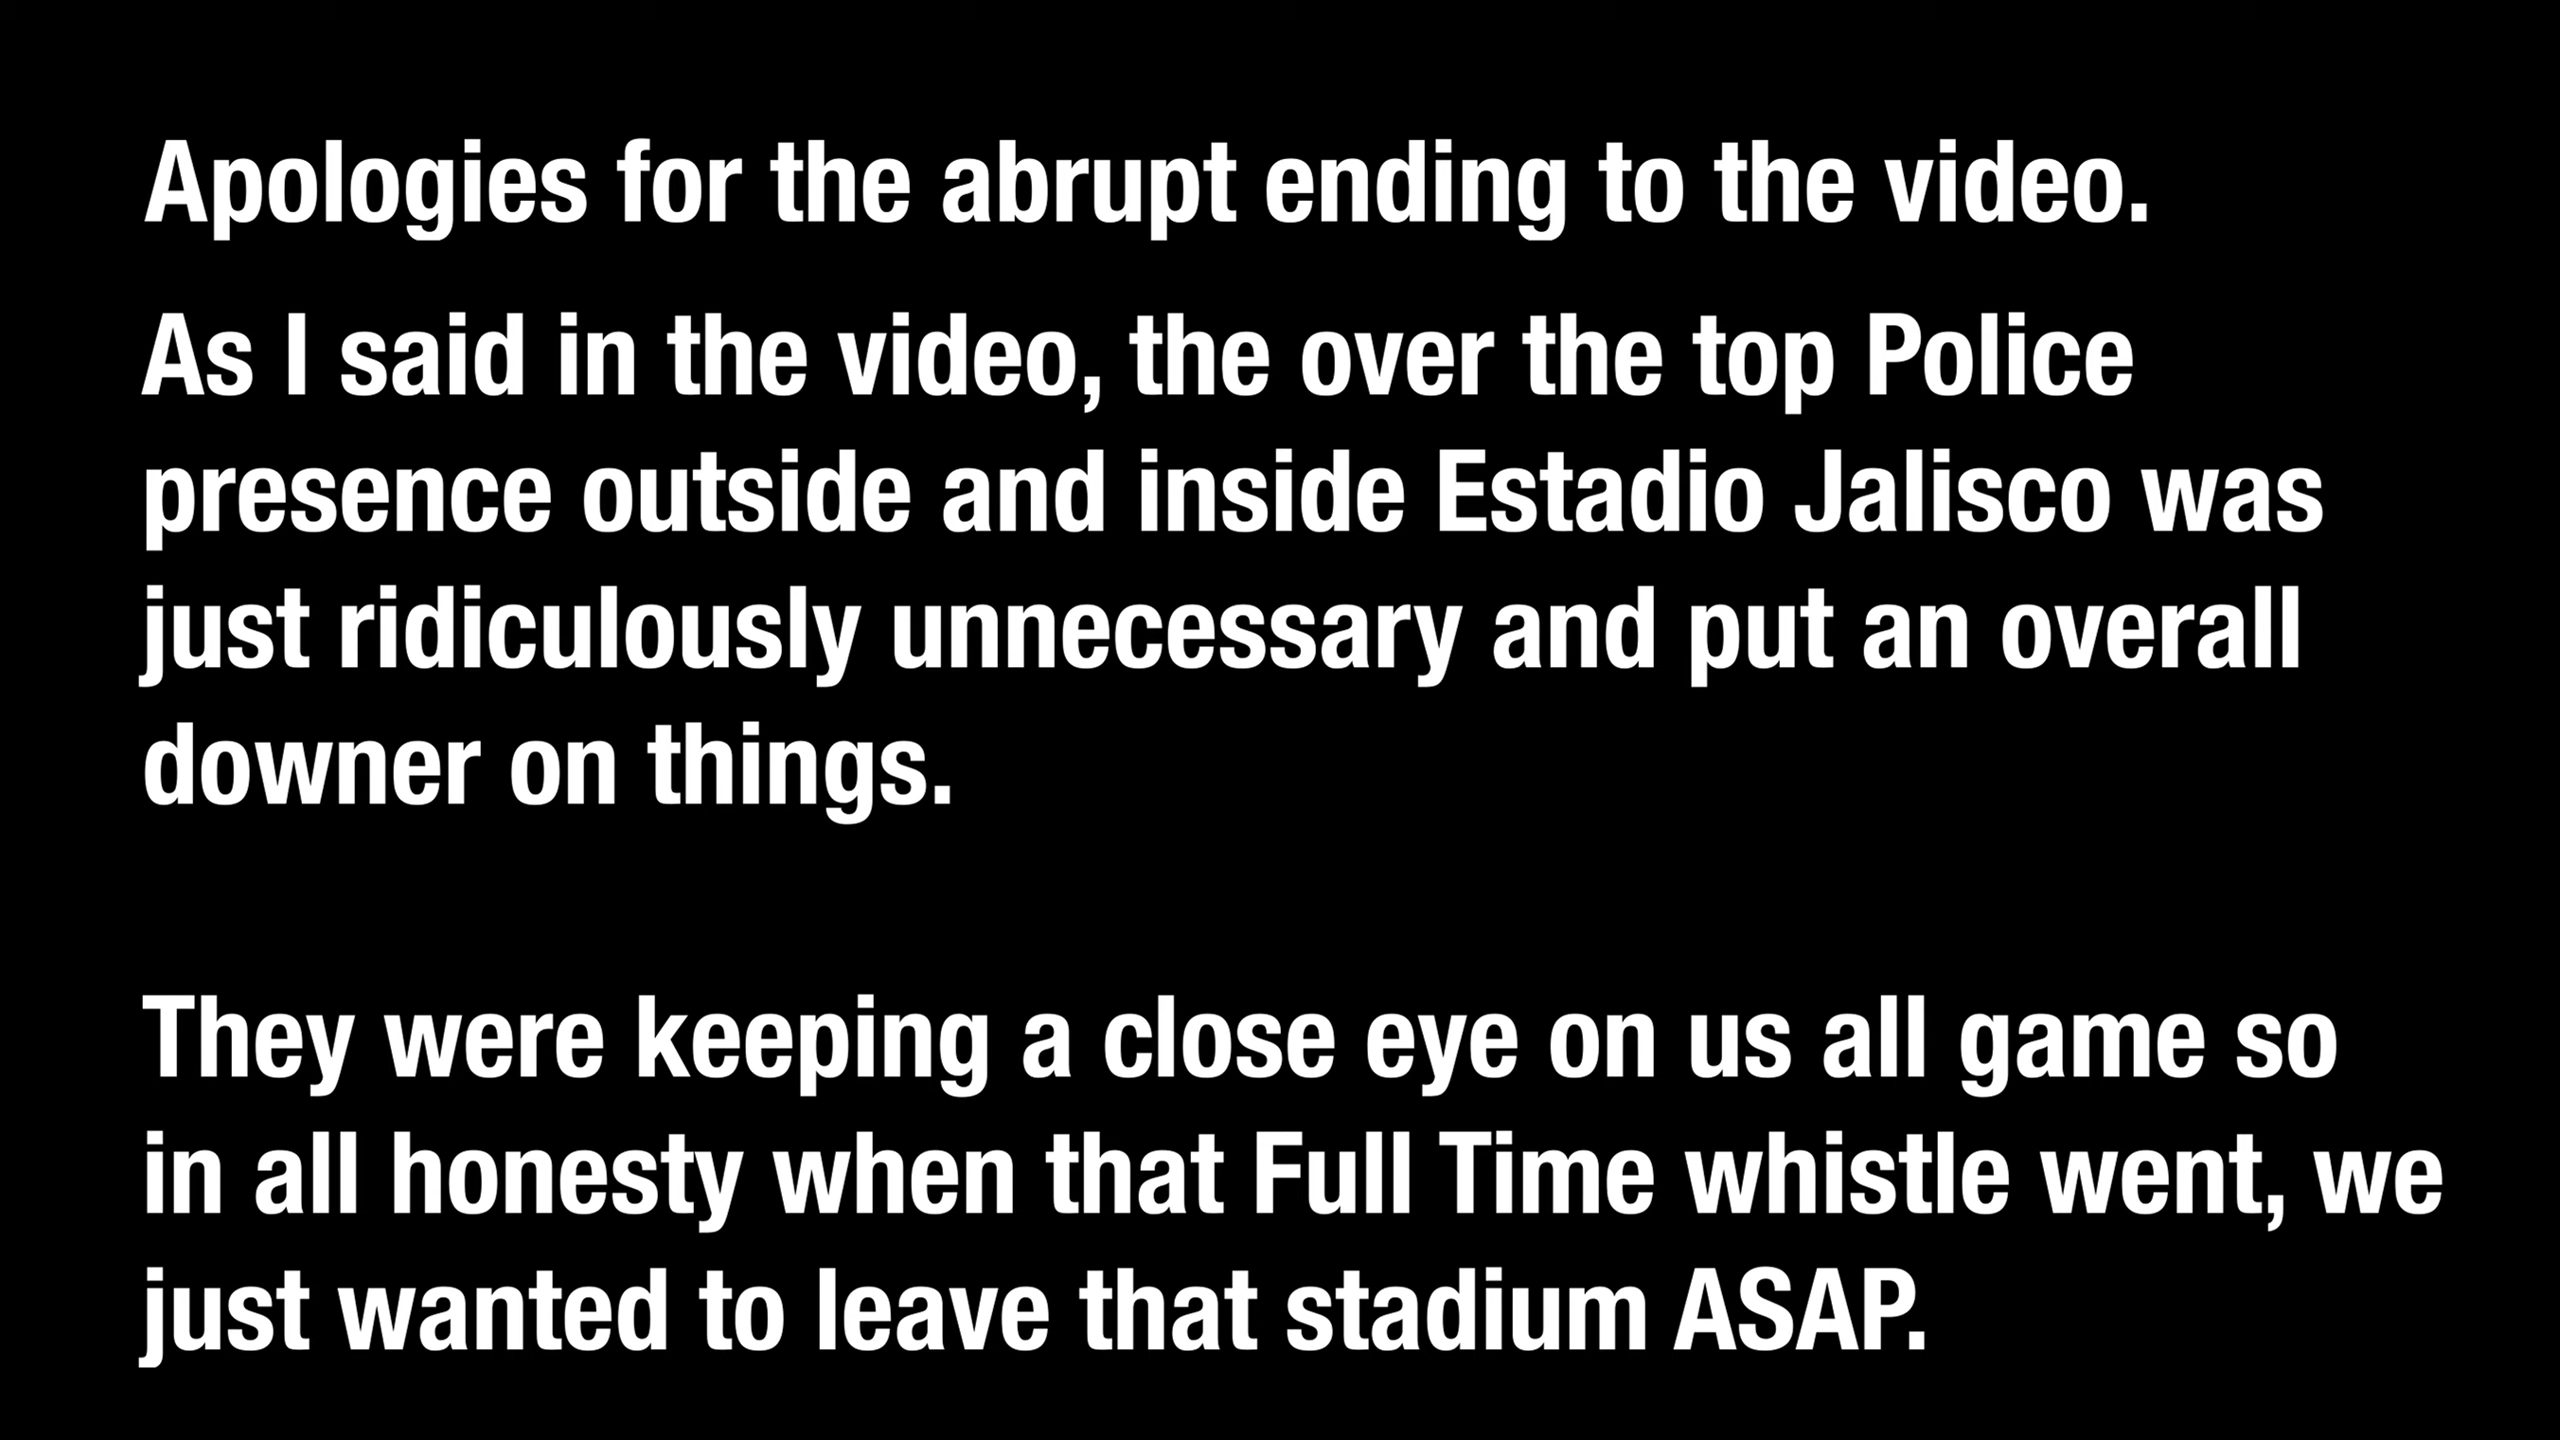 Apologies for the abrupt ending to the video.
As I said in the video, the over the top Police
presence outside and inside Estadio Jalisco was
just ridiculously unnecessary and put an overall
downer on things.
They were keeping a close eye on us all game so
in all honesty when that Full Time whistle went, we
just wanted to leave that stadium ASAP.